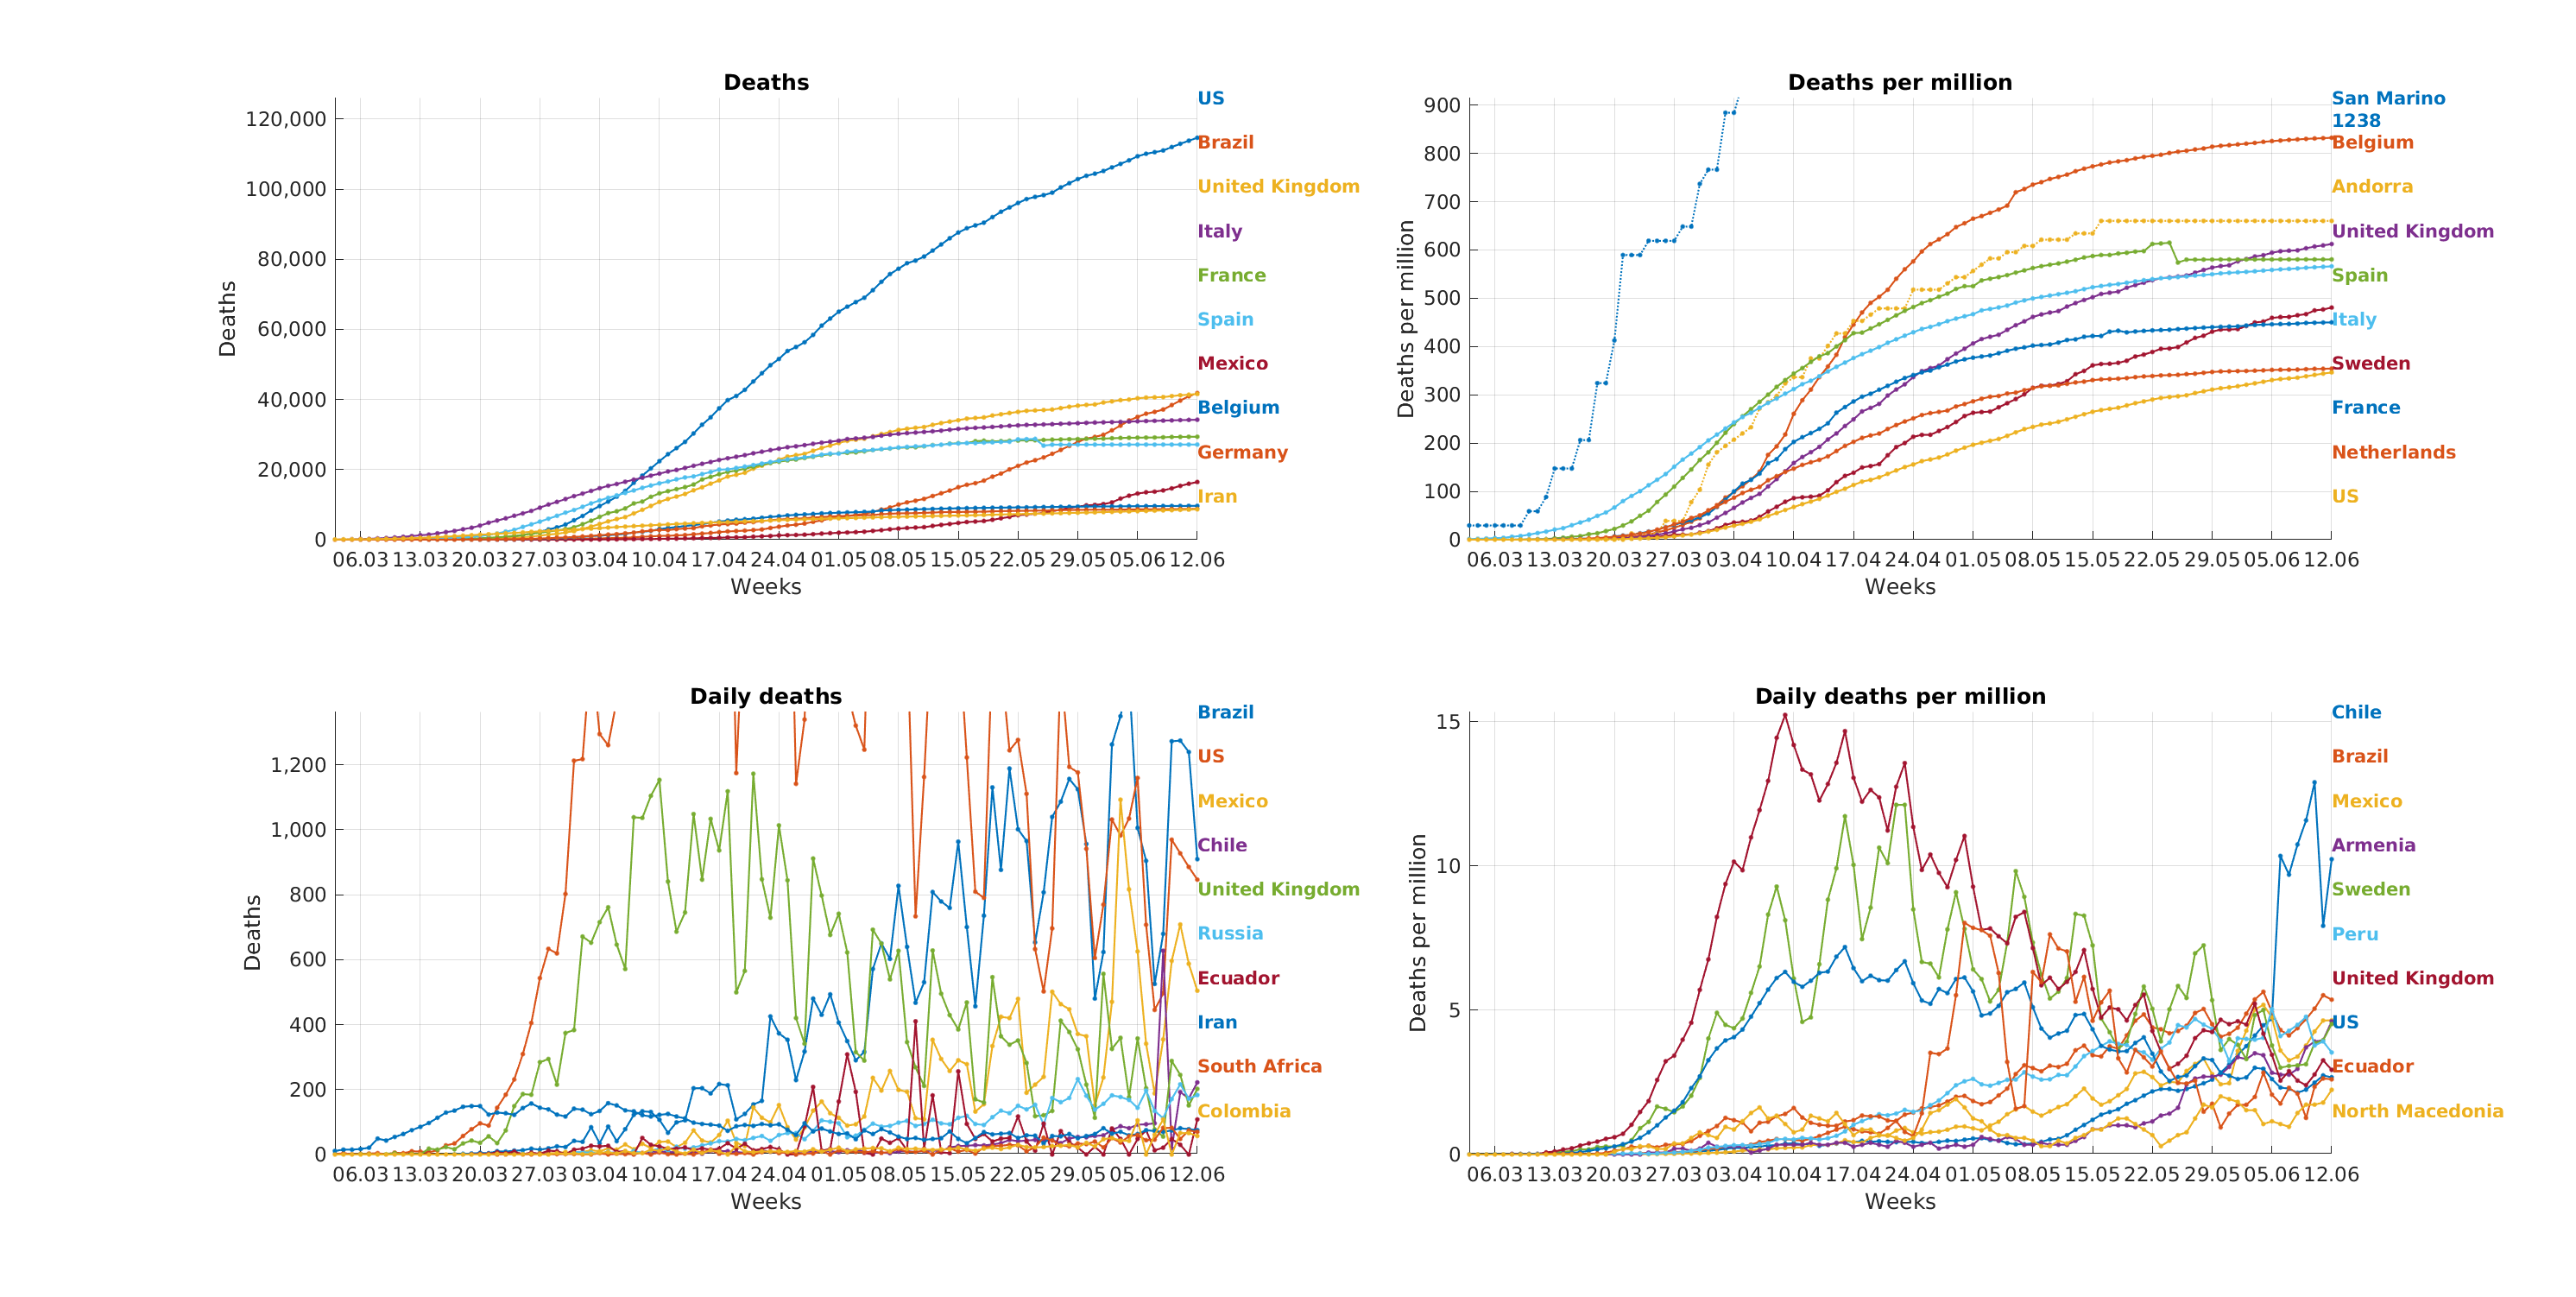 Deaths
120,000
100,000
80,000
60,000
40,000
20,000
0
Deaths
06.03 13.03 20.03 27.03 03.04 10.04 17.04 24.04 01.05 08.05 15.05 22.05 29.05 05.06 12.06
Weeks
US
Brazil
United Kingdom
Italy
France
Spain
Mexico
Belgium
Germany
Iran
Deaths per million
900
800
700
600
500
400
300
200
100
0
Deaths per million
06.03 13.03 20.03 27.03 03.04 10.04 17.04 24.04 01.05 08.05 15.05 22.05 29.05 05.06 12.06
Weeks
San Marino
1238
Belgium
Andorra
United Kingdom
Spain
Italy
Sweden
France
Netherlands
US
Daily deaths
1,200
1,000
800
600
400
200
0
Deaths
06.03 13.03 20.03 27.03 03.04 10.04 17.04 24.04 01.05 08.05 15.05 22.05 29.05 05.06 12.06
Weeks
Brazil
US
Mexico
Chile
United Kingdom
Russia
Ecuador
Iran
South Africa
Colombia
Daily deaths per million
15
10
5
0
Deaths per million
06.03 13.03 20.03 27.03 03.04 10.04 17.04 24.04 01.05 08.05 15.05 22.05 29.05 05.06 12.06
Weeks
Chile
Brazil
Mexico
Armenia
Sweden
Peru
United Kingdom
US
Ecuador
North Macedonia